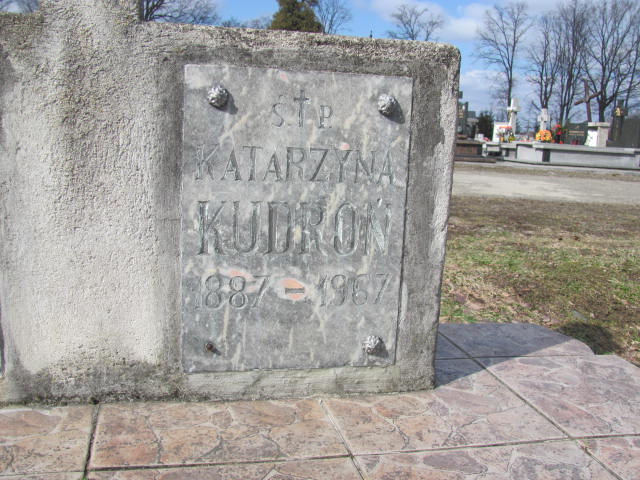 Ś✝P.
KATARZYNA
KUDROŃ
1887 - 1967